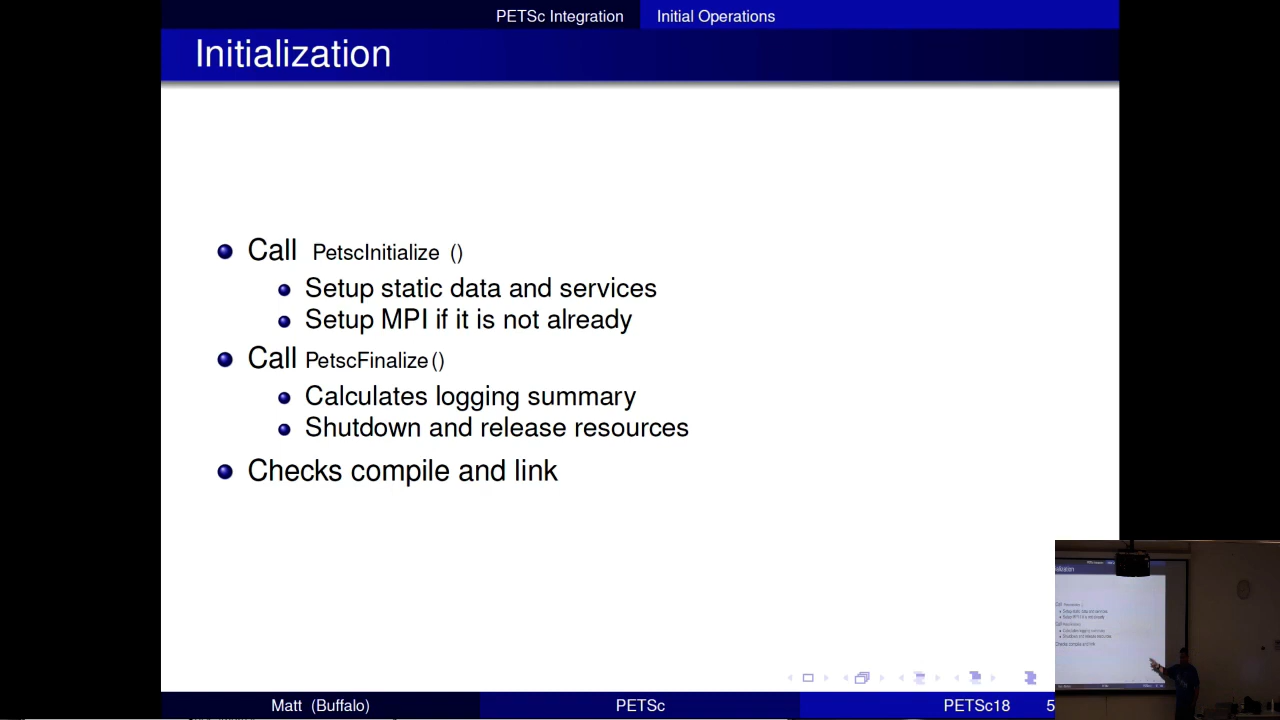 PETSc Integration Initial Operations
Initialization
Call PetscInitialize ()
Setup static data and services
Setup MPI if it is not already
Call PetscFinalize()
Calculates logging summary
Shutdown and release resources
Checks compile and link
Matt (Buffalo) PETSc PETSc18 5